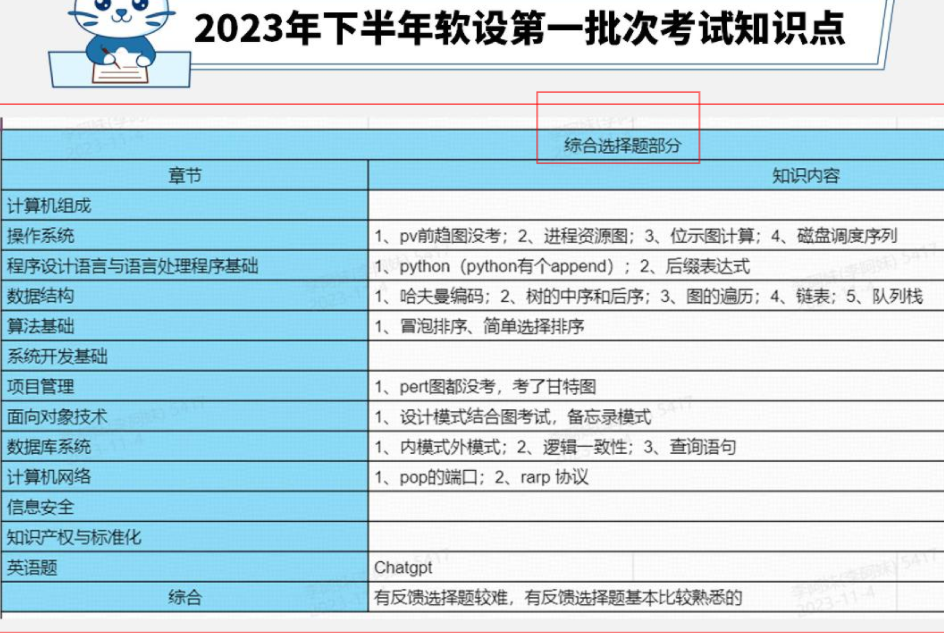 2023年下半年软设第一批次考试知识点
综合选择题部分
章节 知识内容
计算机组成
操作系统 1、pv前趋图没考；2、进程资源图；3、位示图计算；4、磁盘调度序列
程序设计语言与语言处理程序基础 1、python（python有个append）；2、后缀表达式
数据结构 1、哈夫曼编码；2、树的中序和后序；3、图的遍历；4、链表；5、队列栈
算法基础 1、冒泡排序、简单选择排序
系统开发基础
项目管理 1、pert图都没考，考了甘特图
面向对象技术 1、设计模式结合图考试，备忘录模式
数据库系统 1、内模式外模式；2、逻辑一致性；3、查询语句
计算机网络 1、pop的端口；2、rarp 协议
信息安全
知识产权与标准化
英语题 Chatgpt
综合 有反馈选择题较难，有反馈选择题基本比较熟悉的